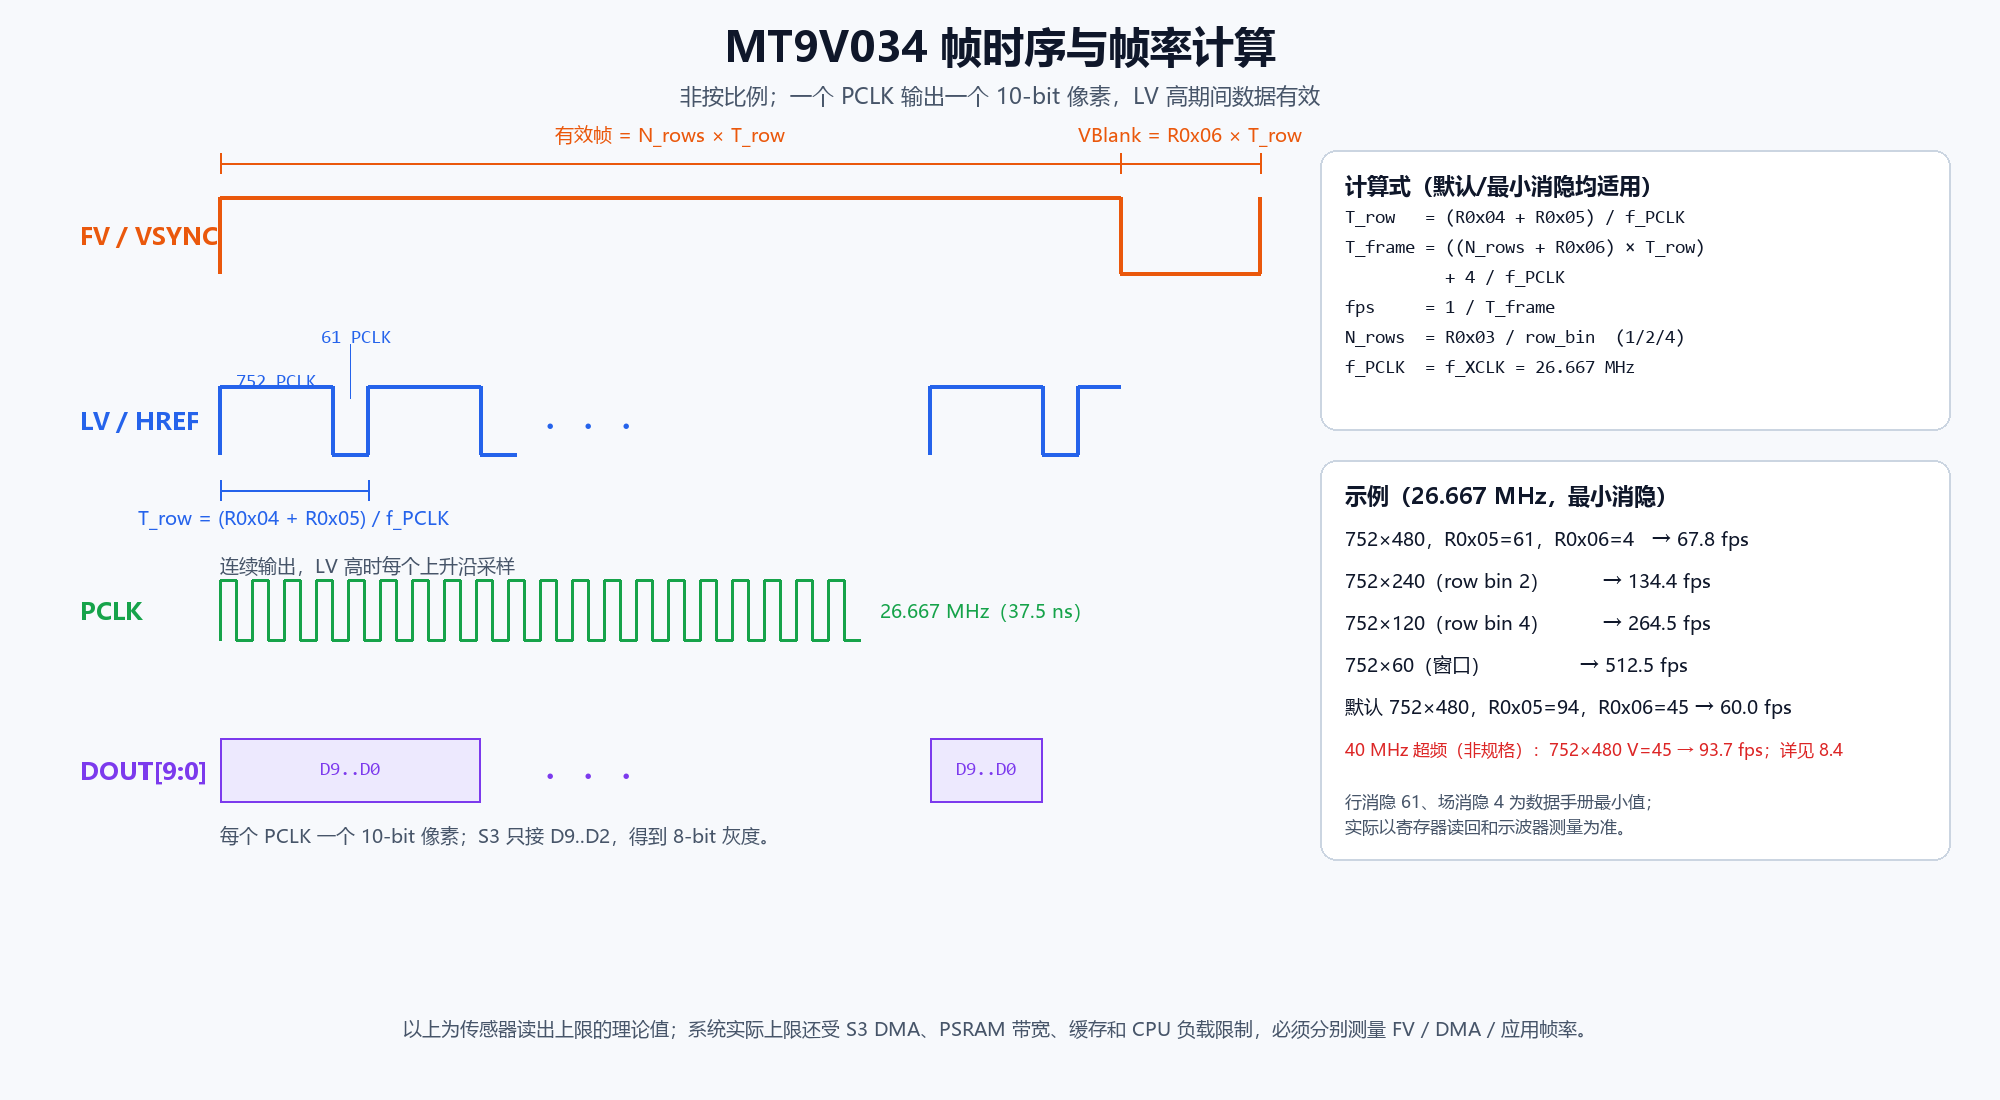 MT9V034 帧时序与帧率计算
非按比例；一个 PCLK 输出一个 10-bit 像素，LV 高期间数据有效
有效帧 = N_rows × T_row
VBlank = R0x06 × T_row
FV / VSYNC
61 PCLK
752 PCLK
LV / HREF
. . .
T_row = (R0x04 + R0x05) / f_PCLK
连续输出，LV 高时每个上升沿采样
PCLK
26.667 MHz（37.5 ns）
DOUT[9:0]
D9..D0
. . .
D9..D0
每个 PCLK 一个 10-bit 像素；S3 只接 D9..D2，得到 8-bit 灰度。
计算式（默认/最小消隐均适用）
T_row = (R0x04 + R0x05) / f_PCLK
T_frame = ((N_rows + R0x06) × T_row)
+ 4 / f_PCLK
fps = 1 / T_frame
N_rows = R0x03 / row_bin (1/2/4)
f_PCLK = f_XCLK = 26.667 MHz
示例（26.667 MHz，最小消隐）
752×480，R0x05=61，R0x06=4 → 67.8 fps
752×240（row bin 2） → 134.4 fps
752×120（row bin 4） → 264.5 fps
752×60（窗口） → 512.5 fps
默认 752×480，R0x05=94，R0x06=45 → 60.0 fps
40 MHz 超频（非规格）：752×480 V=45 → 93.7 fps；详见 8.4
行消隐 61、场消隐 4 为数据手册最小值；
实际以寄存器读回和示波器测量为准。
以上为传感器读出上限的理论值；系统实际上限还受 S3 DMA、PSRAM 带宽、缓存和 CPU 负载限制，必须分别测量 FV / DMA / 应用帧率。